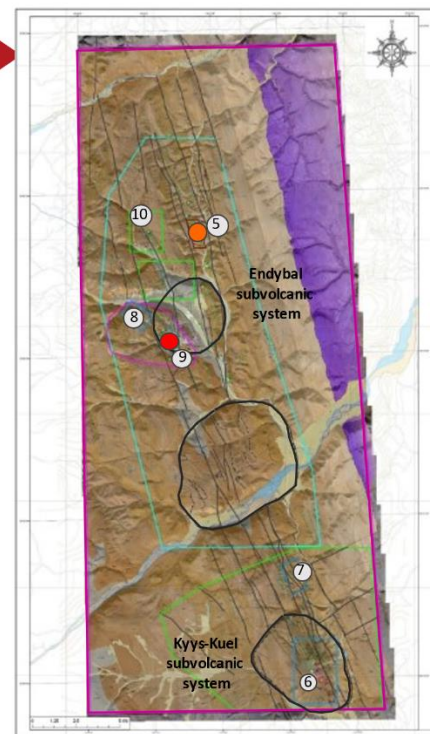 10
5
Endybal
subvolcanic
system
8
9
7
Kyys-Kuel
subvolcanic
system
6